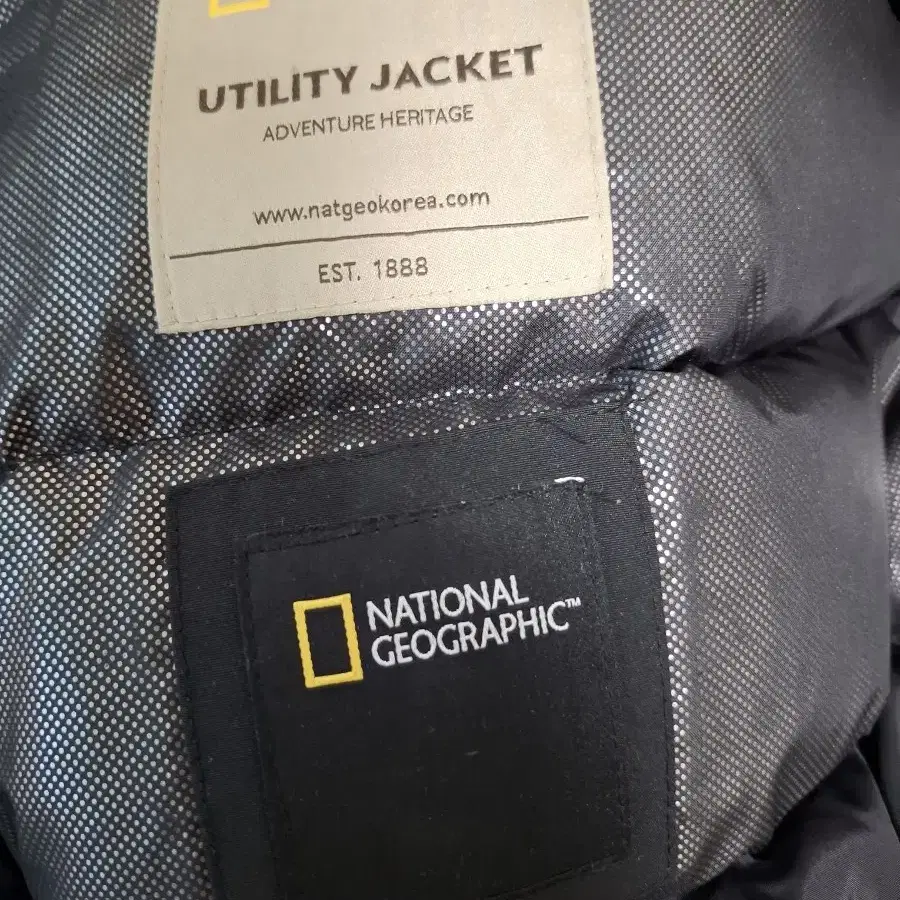 UTILITY JACKET
ADVENTURE HERITAGE
www.natgeokorea.com
EST. 1888
NATIONAL
GEOGRAPHIC™